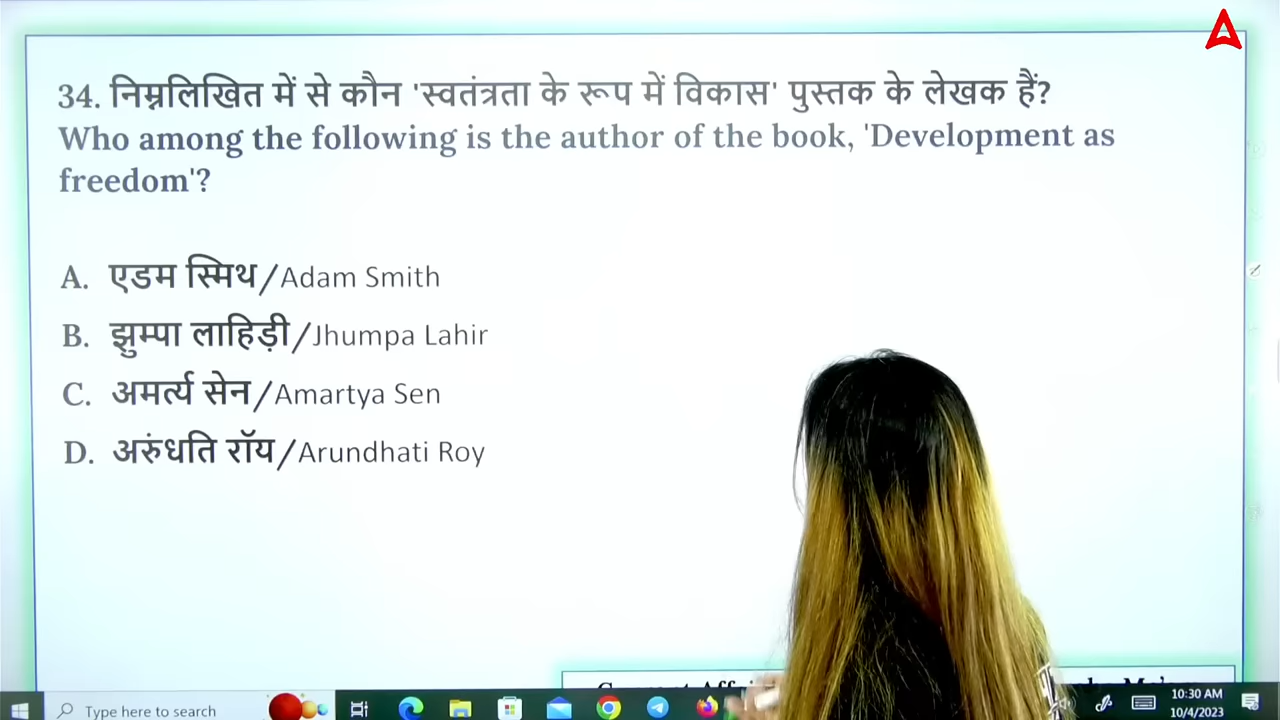 34. निम्नलिखित में से कौन 'स्वतंत्रता के रूप में विकास' पुस्तक के लेखक हैं?
Who among the following is the author of the book, 'Development as
freedom'?
A. एडम स्मिथ/Adam Smith
B. झुम्पा लाहिड़ी/Jhumpa Lahir
C. अमर्त्य सेन/Amartya Sen
D. अरुंधति रॉय/Arundhati Roy
Type here to search
10:30 AM
10/4/2023